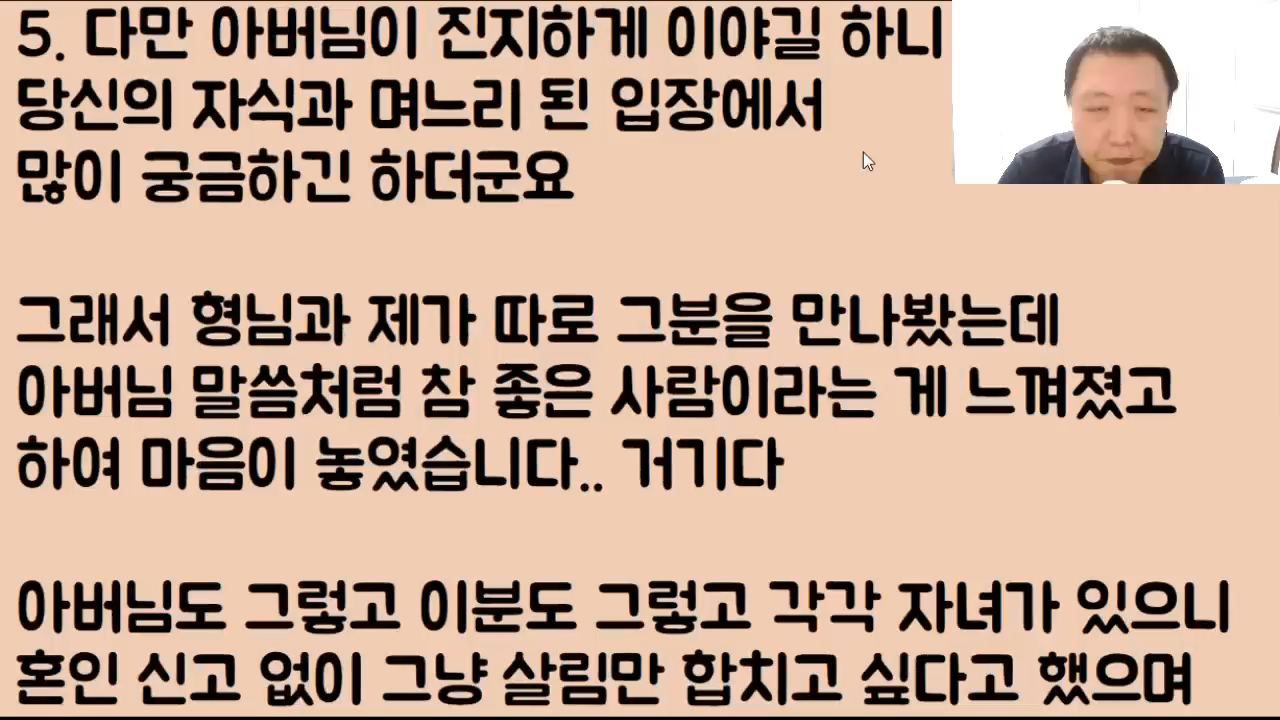 5. 다만 아버님이 진지하게 이야길 하니
당신의 자식과 며느리 된 입장에서
많이 궁금하긴 하더군요
그래서 형님과 제가 따로 그분을 만나봤는데
아버님 말씀처럼 참 좋은 사람이라는 게 느껴졌고
하여 마음이 놓였습니다.. 거기다
아버님도 그렇고 이분도 그렇고 각각 자녀가 있으니
혼인 신고 없이 그냥 살림만 합치고 싶다고 했으며